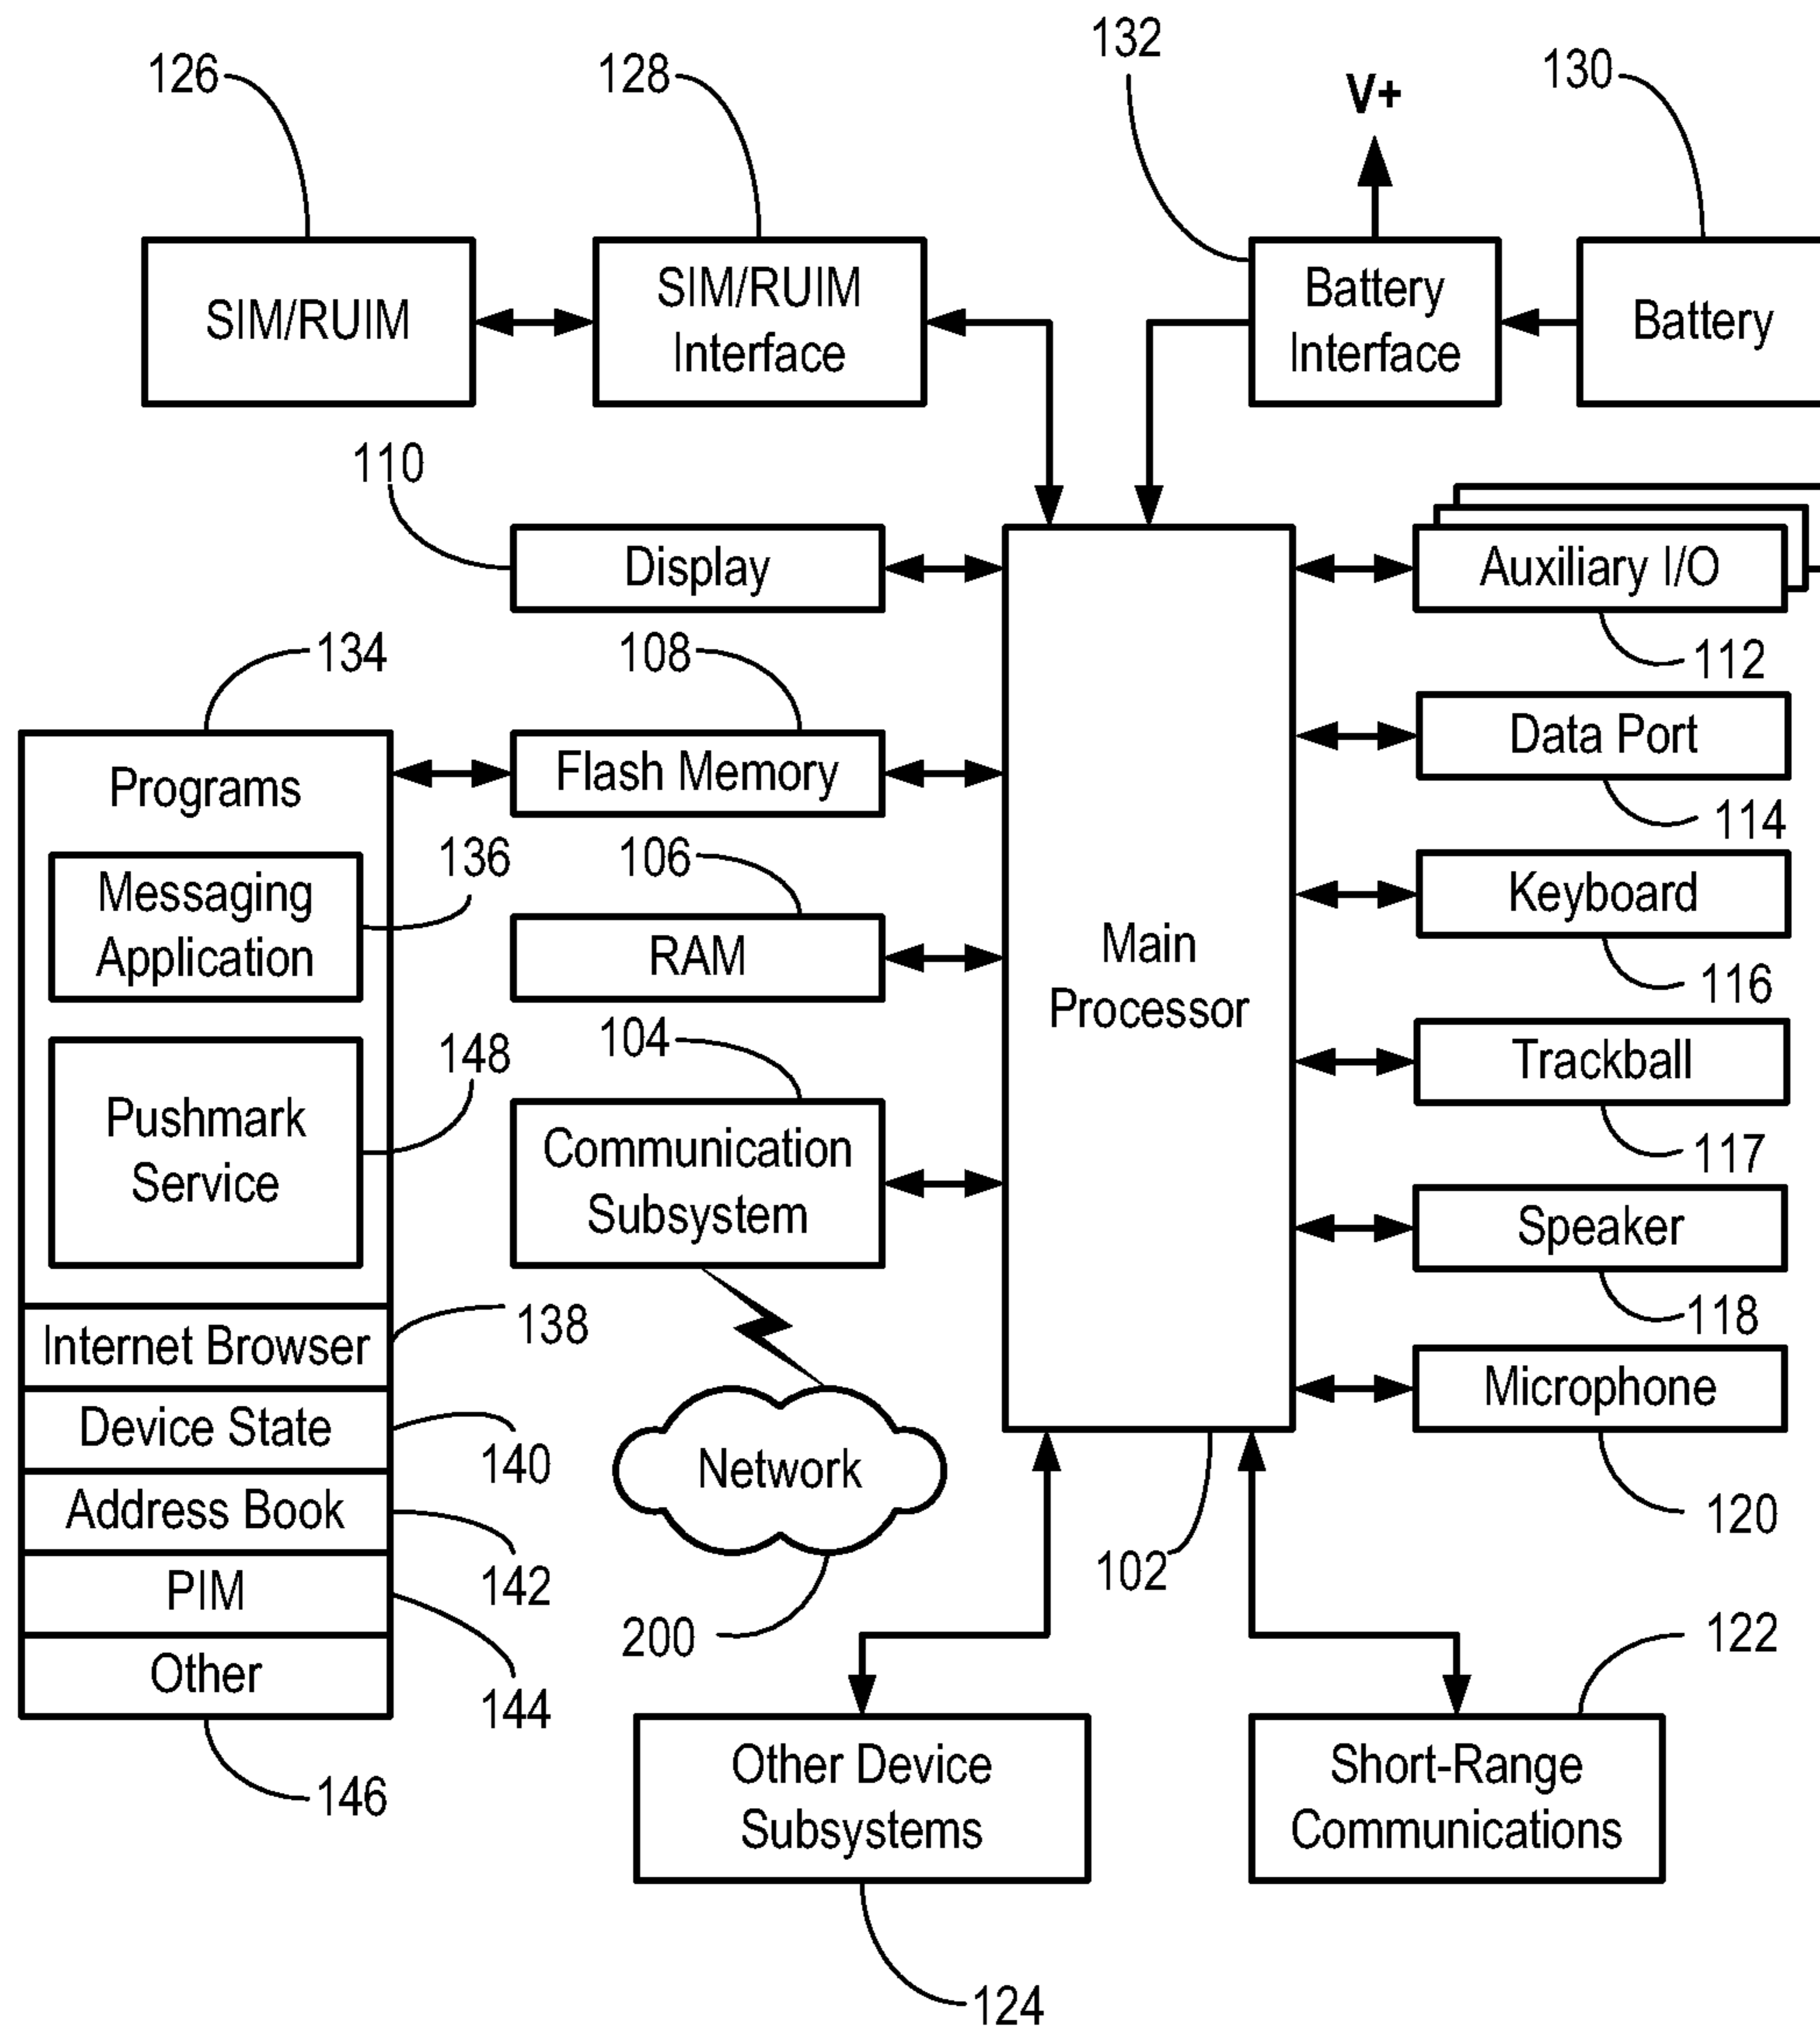 126
128
132
V+
130
SIM/RUIM
SIM/RUIM
Interface
Battery
Interface
Battery
110
Display
Auxiliary I/O
112
134
108
Programs
Flash Memory
Data Port
114
Messaging
Application
136
106
RAM
Main
Processor
Keyboard
116
Pushmark
Service
148
104
Communication
Subsystem
Trackball
117
Speaker
118
Internet Browser
138
Device State
140
Address Book
142
PIM
144
Other
146
Network
200
102
Microphone
120
122
Other Device
Subsystems
124
Short-Range
Communications